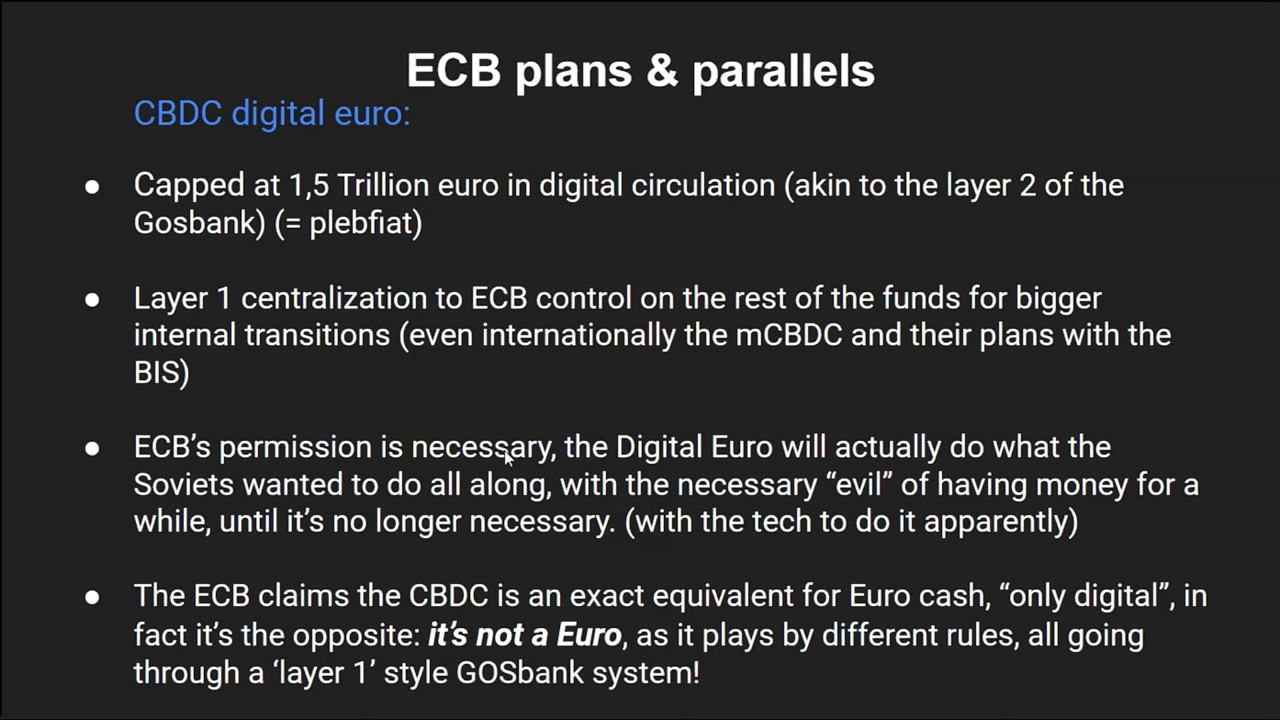 ECB plans & parallels
CBDC digital euro:
● Capped at 1,5 Trillion euro in digital circulation (akin to the layer 2 of the
Gosbank) (= plebfiat)
● Layer 1 centralization to ECB control on the rest of the funds for bigger
internal transitions (even internationally the mCBDC and their plans with the
BIS)
● ECB’s permission is necessary, the Digital Euro will actually do what the
Soviets wanted to do all along, with the necessary “evil” of having money for a
while, until it’s no longer necessary. (with the tech to do it apparently)
● The ECB claims the CBDC is an exact equivalent for Euro cash, “only digital”, in
fact it’s the opposite: it’s not a Euro, as it plays by different rules, all going
through a ‘layer 1’ style GOSbank system!